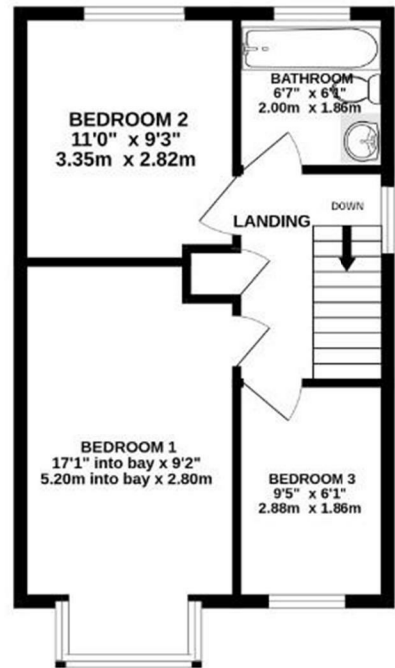 BATHROOM
6'7" x 6'1"
2.00m x 1.86m
BEDROOM 2
11'0" x 9'3"
3.35m x 2.82m
DOWN
LANDING
BEDROOM 1
17'1" into bay x 9'2"
5.20m into bay x 2.80m
BEDROOM 3
9'5" x 6'1"
2.88m x 1.86m